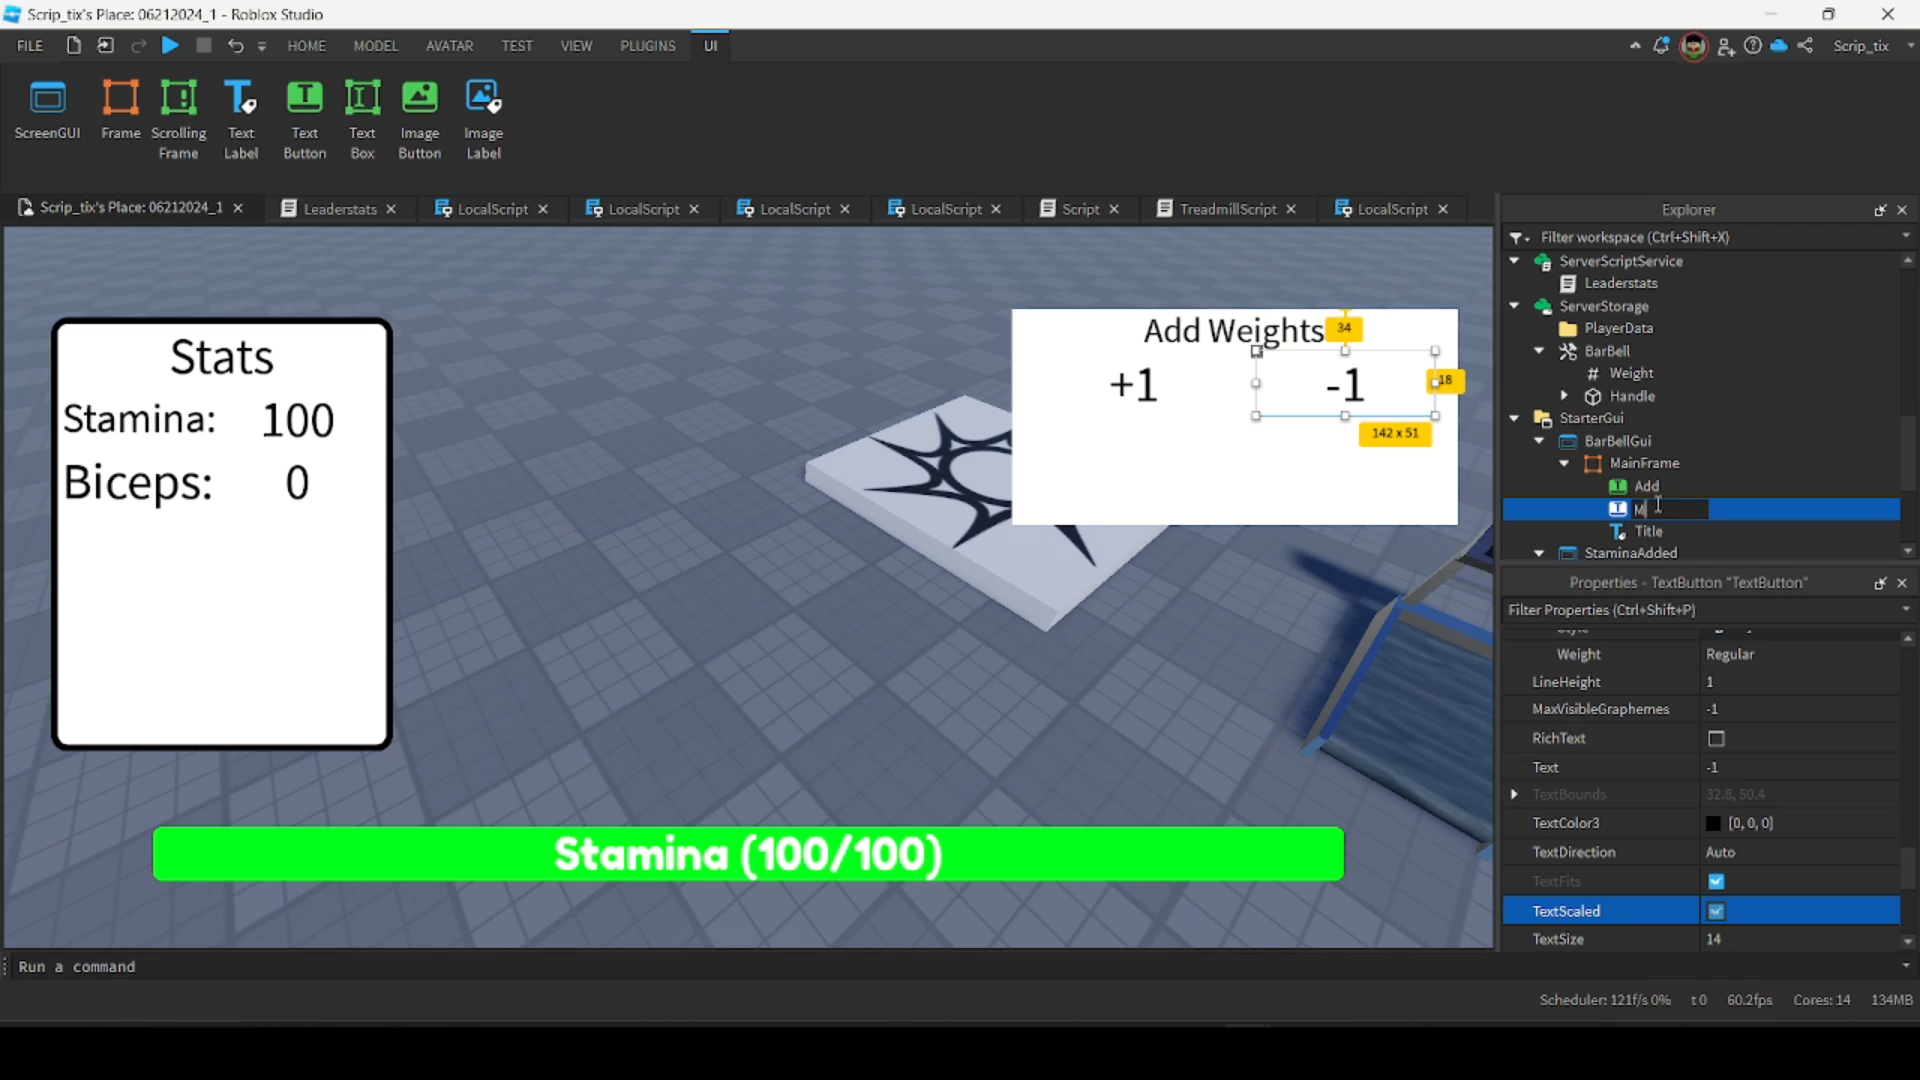 Scrip_tix's Place: 06212024_1 - Roblox Studio
FILE HOME MODEL AVATAR TEST VIEW PLUGINS UI Scrip_tix
ScreenGUI
Frame
Scrolling Frame
Text Label
Text Button
Text Box
Image Button
Image Label
Scrip_tix's Place: 06212024_1 Leaderstats LocalScript LocalScript LocalScript LocalScript Script TreadmillScript LocalScript
Stats
Stamina: 100
Biceps: 0
Add Weights 34
+1 -1 18
142 x 51
Stamina (100/100)
Explorer
Filter workspace (Ctrl+Shift+X)
ServerScriptService
Leaderstats
ServerStorage
PlayerData
BarBell
# Weight
Handle
StarterGui
BarBellGui
MainFrame
Add
M
Title
StaminaAdded
Properties - TextButton "TextButton"
Filter Properties (Ctrl+Shift+P)
Weight Regular
LineHeight 1
MaxVisibleGraphemes -1
RichText
Text -1
TextBounds 32.8, 50.4
TextColor3 [0, 0, 0]
TextDirection Auto
TextFits
TextScaled
TextSize 14
Run a command
Scheduler: 121f/s 0% t 0 60.2fps Cores: 14 134MB